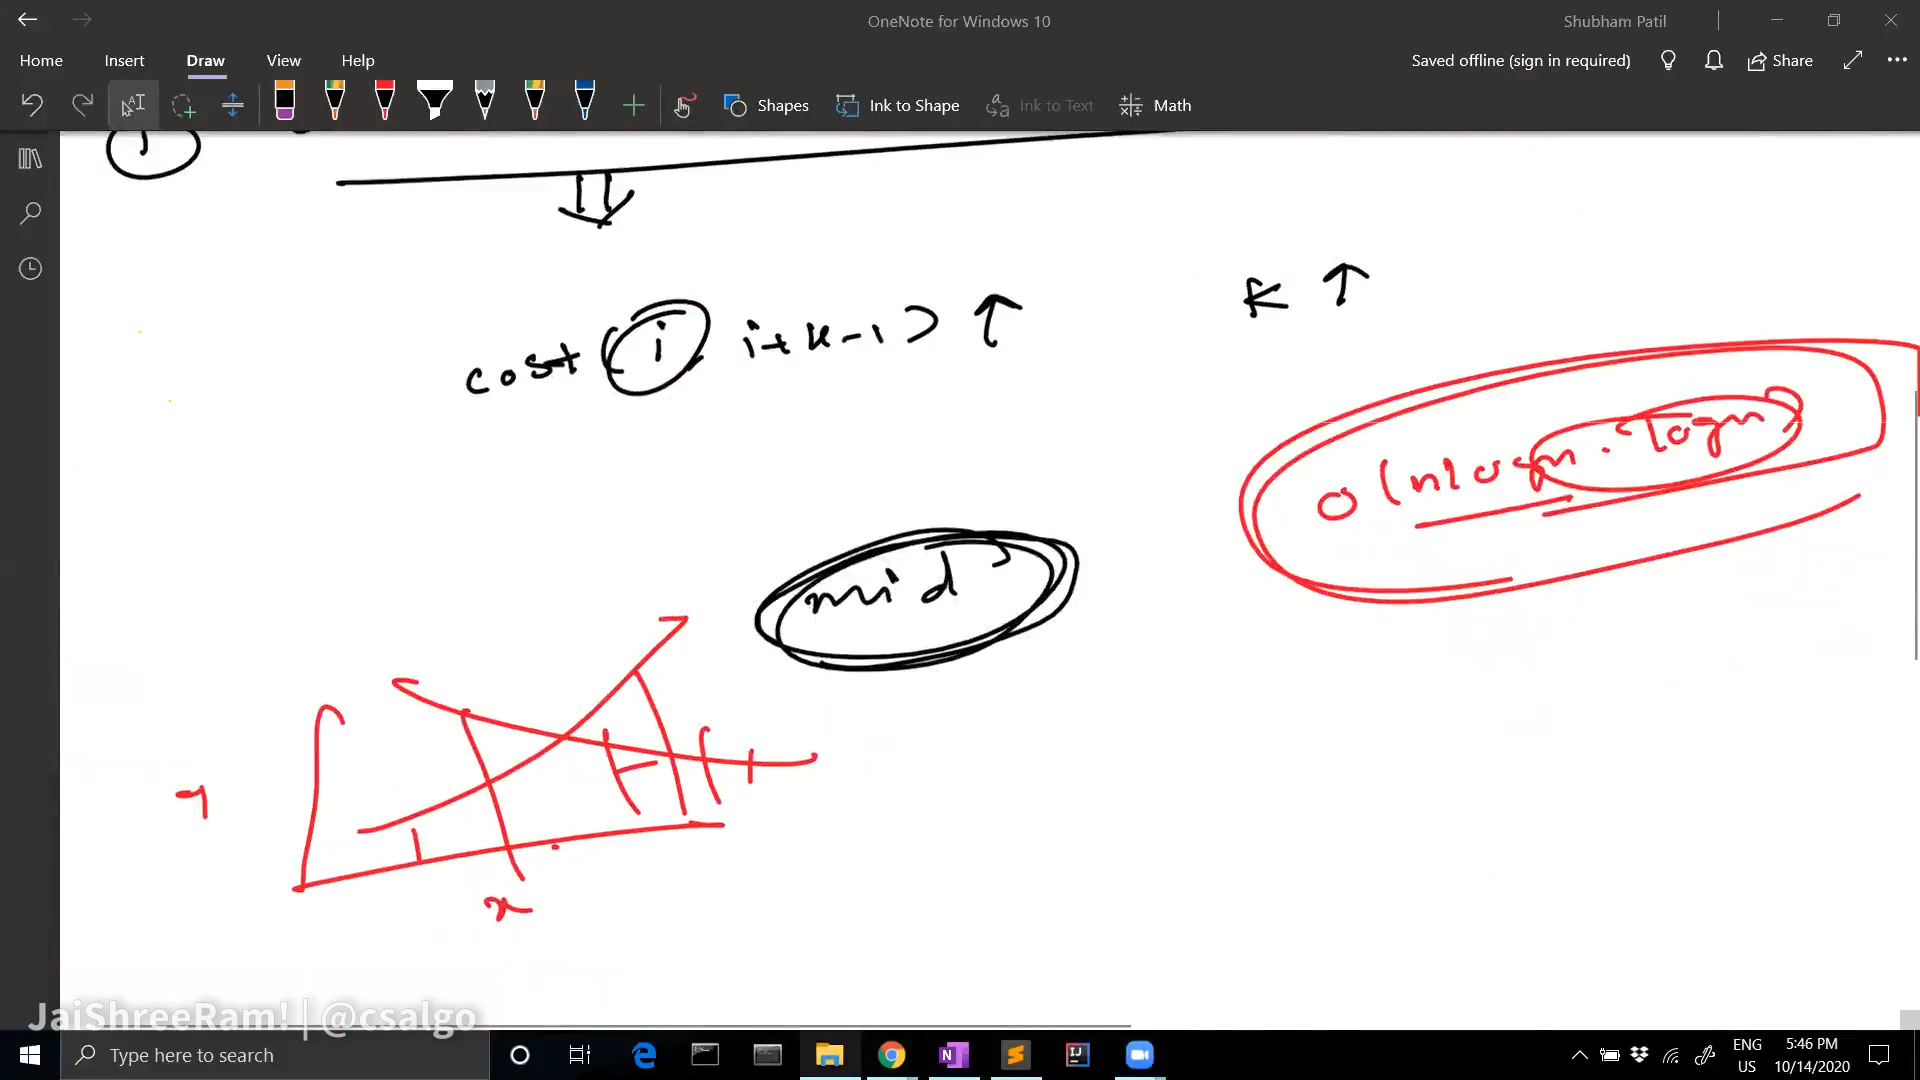 OneNote for Windows 10
Shubham Patil
Home Insert Draw View Help
Saved offline (sign in required) Share
Shapes Ink to Shape Ink to Text Math
1
k ↑
cost (i i+k-1) ↑
O(nlogn.logn)
mid
y
x
JaiShreeRam! | @csalgo
Type here to search
ENG
US
5:46 PM
10/14/2020